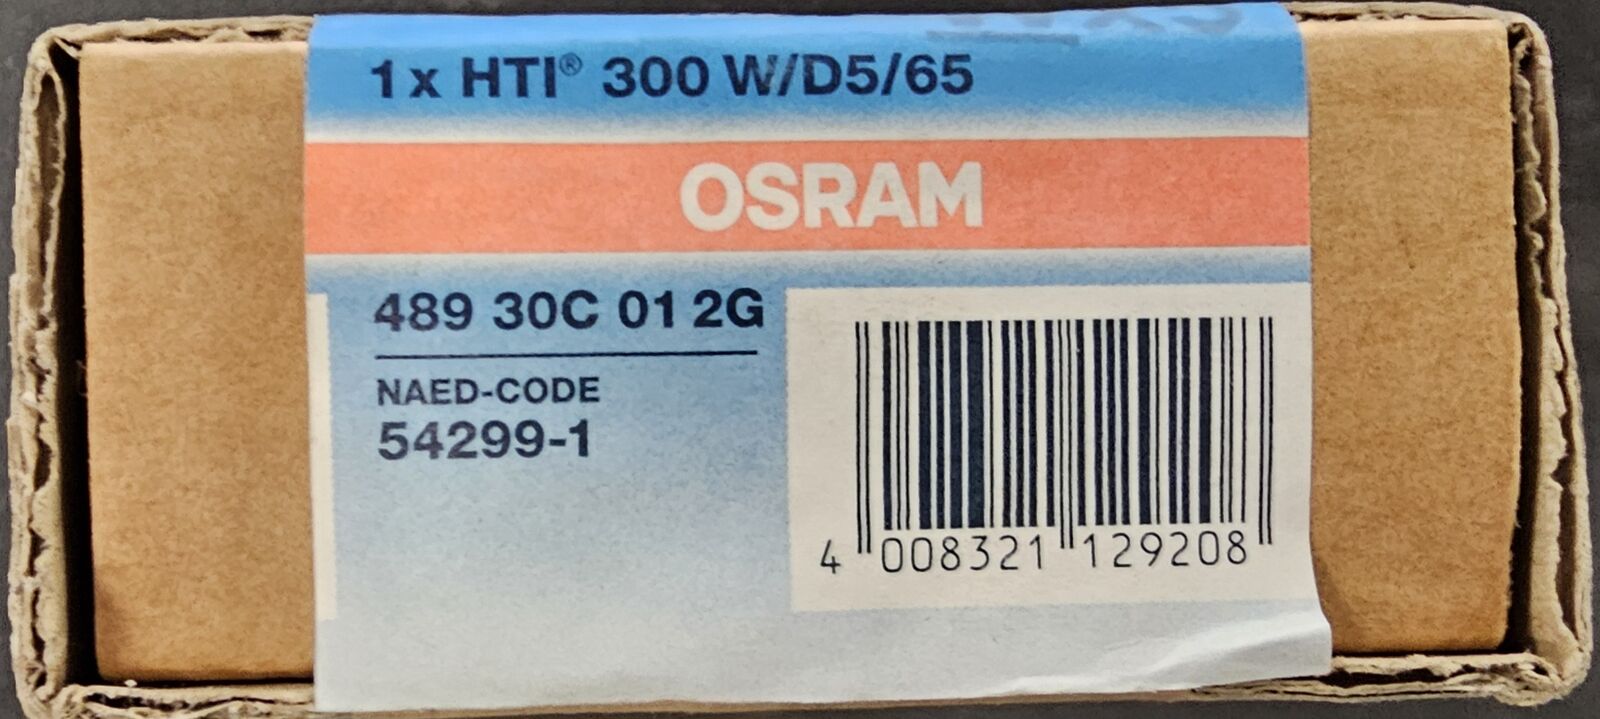 1 x HTI® 300 W/D5/65
OSRAM
489 30C 01 2G
NAED-CODE
54299-1
4 008321 129208